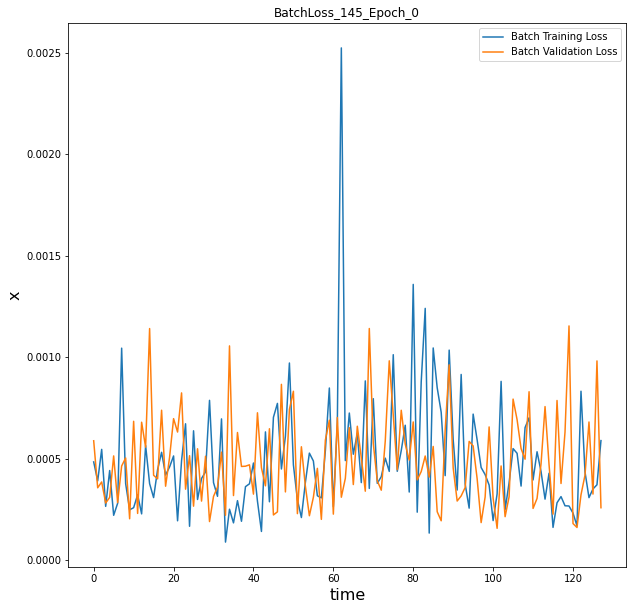 BatchLoss_145_Epoch_0
Batch Training Loss
Batch Validation Loss
0.0025
0.0020
0.0015
0.0010
0.0005
0.0000
x
0 20 40 60 80 100 120
time